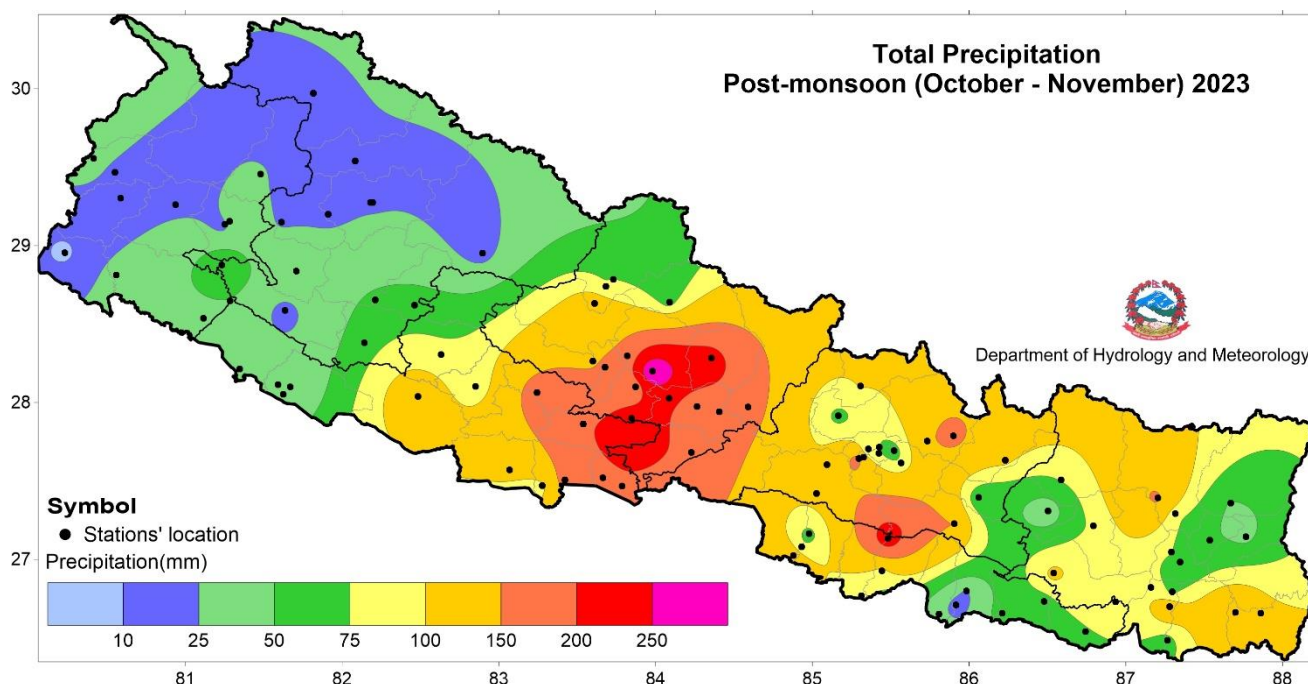 Total Precipitation
Post-monsoon (October - November) 2023
30
29
28
27
Department of Hydrology and Meteorology
Symbol
Stations' location
Precipitation(mm)
10 25 50 75 100 150 200 250
81 82 83 84 85 86 87 88